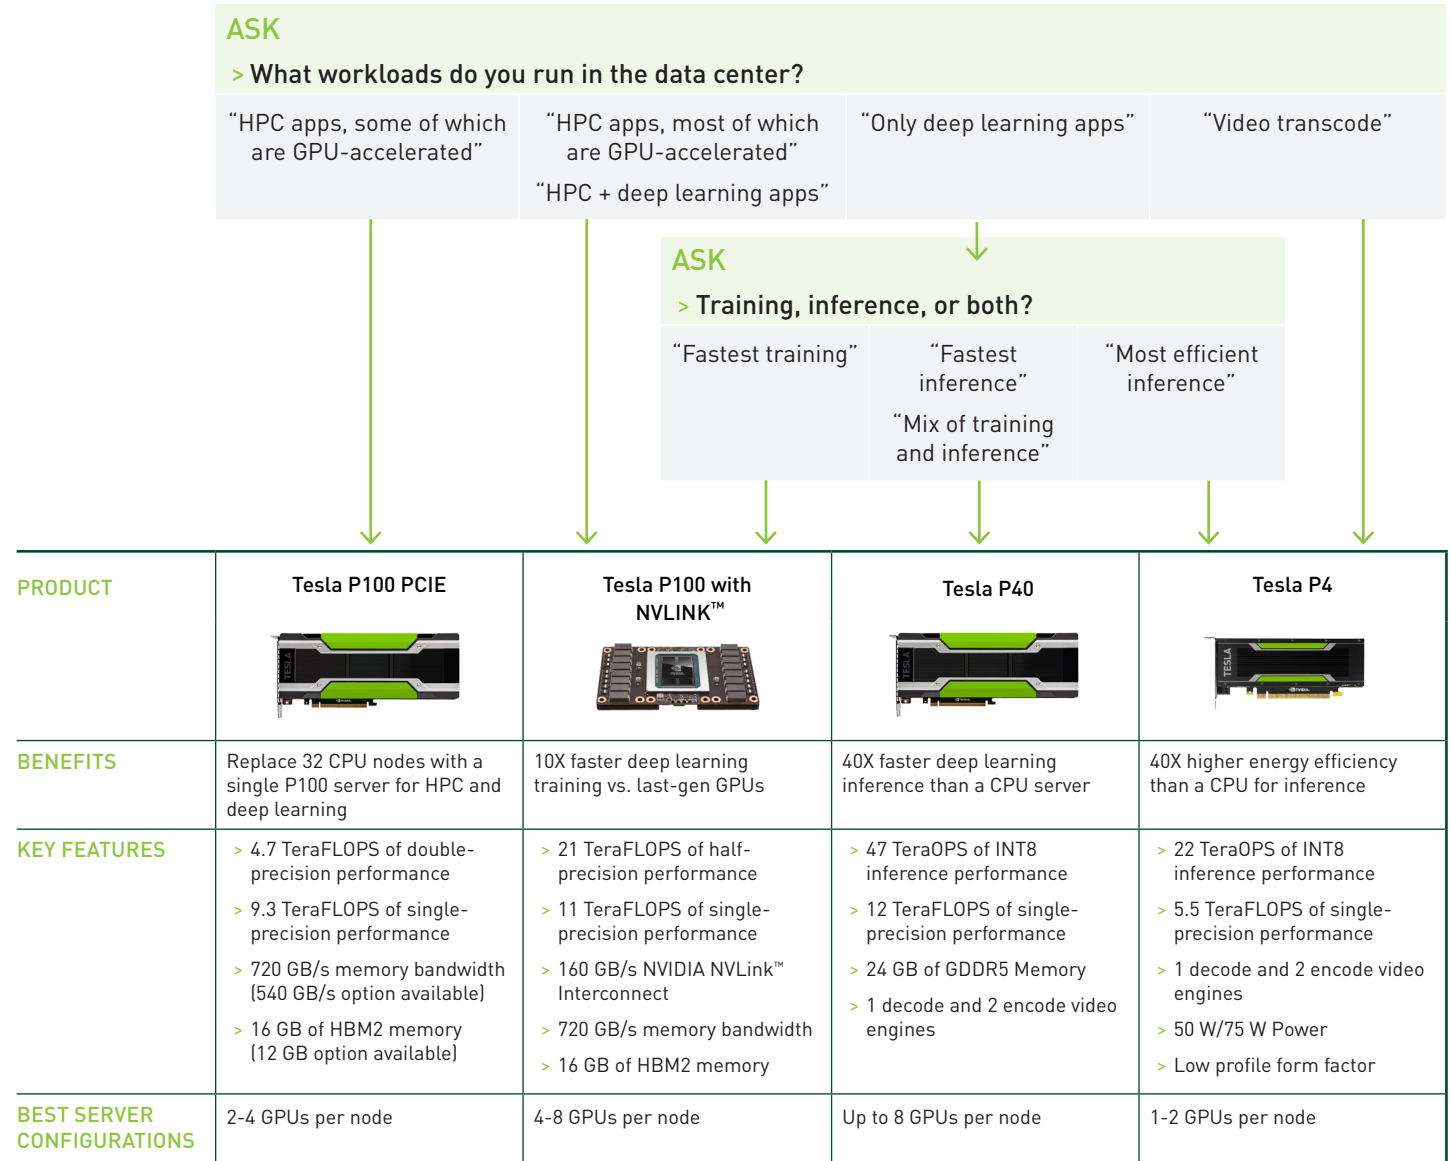 ASK
> What workloads do you run in the data center?
“HPC apps, some of which
are GPU-accelerated”
“HPC apps, most of which
are GPU-accelerated”
“HPC + deep learning apps”
“Only deep learning apps”
“Video transcode”
ASK
> Training, inference, or both?
“Fastest training”
“Fastest
inference”
“Mix of training
and inference”
“Most efficient
inference”
PRODUCT
Tesla P100 PCIE
TESLA
Tesla P100 with
NVLINK™
Tesla P40
TESLA
Tesla P4
TESLA
BENEFITS
Replace 32 CPU nodes with a
single P100 server for HPC and
deep learning
10X faster deep learning
training vs. last-gen GPUs
40X faster deep learning
inference than a CPU server
40X higher energy efficiency
than a CPU for inference
KEY FEATURES
> 4.7 TeraFLOPS of double-
precision performance
> 9.3 TeraFLOPS of single-
precision performance
> 720 GB/s memory bandwidth
(540 GB/s option available)
> 16 GB of HBM2 memory
(12 GB option available)
> 21 TeraFLOPS of half-
precision performance
> 11 TeraFLOPS of single-
precision performance
> 160 GB/s NVIDIA NVLink™
Interconnect
> 720 GB/s memory bandwidth
> 16 GB of HBM2 memory
> 47 TeraOPS of INT8
inference performance
> 12 TeraFLOPS of single-
precision performance
> 24 GB of GDDR5 Memory
> 1 decode and 2 encode video
engines
> 22 TeraOPS of INT8
inference performance
> 5.5 TeraFLOPS of single-
precision performance
> 1 decode and 2 encode video
engines
> 50 W/75 W Power
> Low profile form factor
BEST SERVER
CONFIGURATIONS
2-4 GPUs per node
4-8 GPUs per node
Up to 8 GPUs per node
1-2 GPUs per node